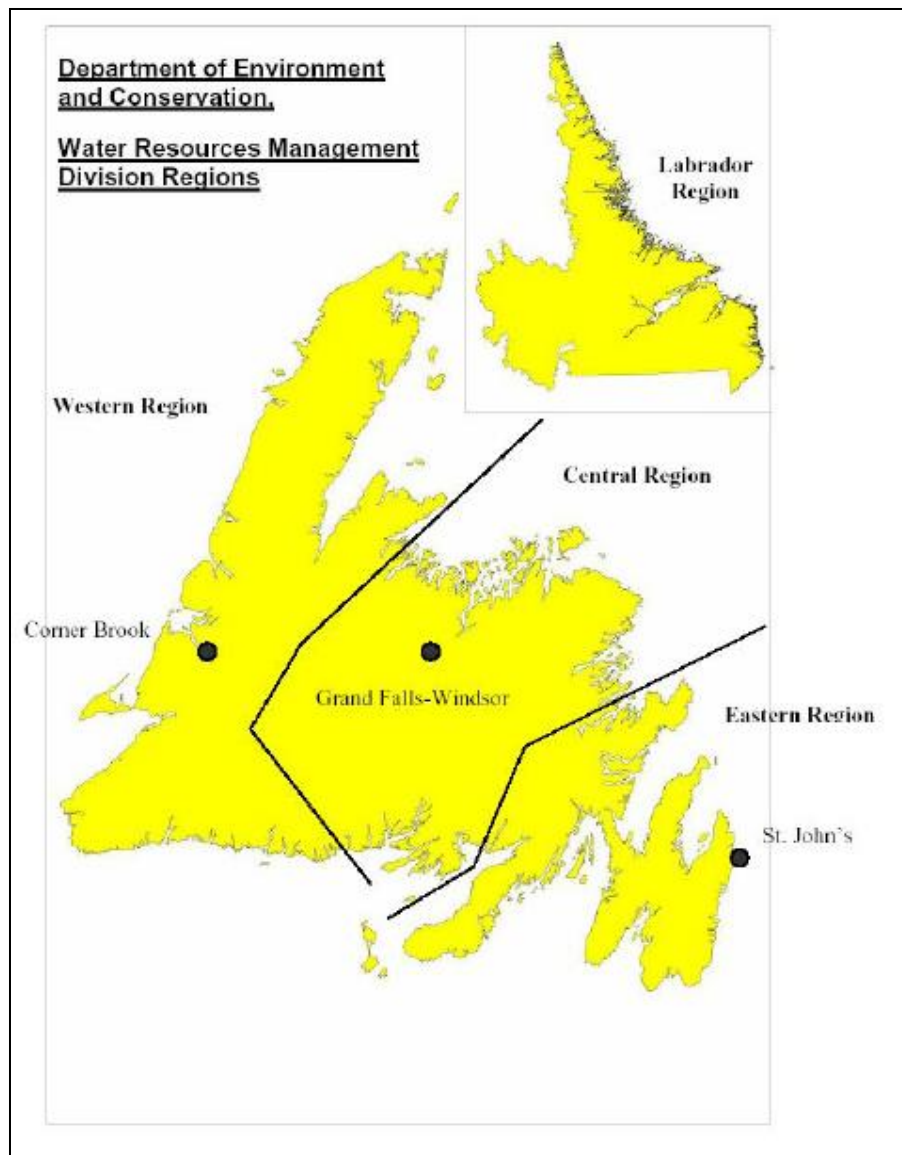 Department of Environment
and Conservation,
Water Resources Management
Division Regions
Labrador
Region
Western Region
Central Region
Corner Brook
Grand Falls-Windsor
Eastern Region
St. John`s